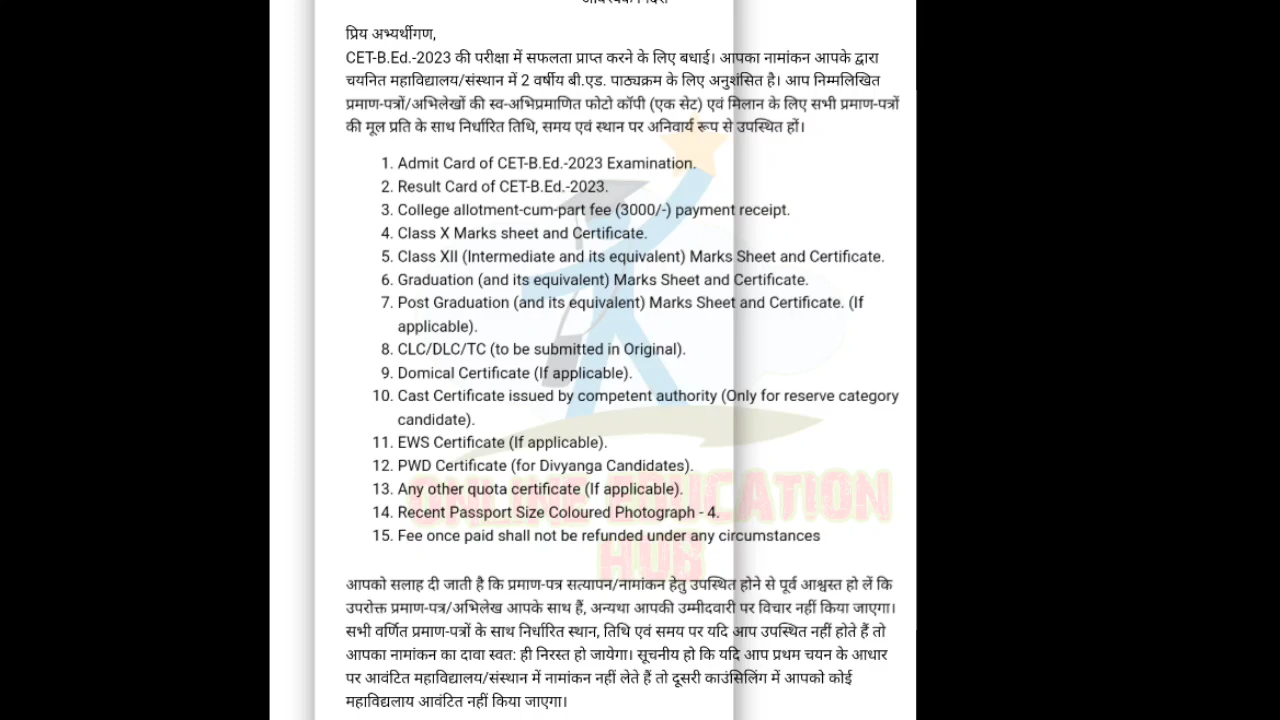 प्रिय अभ्यर्थीगण,
CET-B.Ed.-2023 की परीक्षा में सफलता प्राप्त करने के लिए बधाई। आपका नामांकन आपके द्वारा
चयनित महाविद्यालय/संस्थान में 2 वर्षीय बी.एड. पाठ्यक्रम के लिए अनुशंसित है। आप निम्मलिखित
प्रमाण-पत्रों/अभिलेखों की स्व-अभिप्रमाणित फोटो कॉपी (एक सेट) एवं मिलान के लिए सभी प्रमाण-पत्रों
की मूल प्रति के साथ निर्धारित तिथि, समय एवं स्थान पर अनिवार्य रूप से उपस्थित हों।
1. Admit Card of CET-B.Ed.-2023 Examination.
2. Result Card of CET-B.Ed.-2023.
3. College allotment-cum-part fee (3000/-) payment receipt.
4. Class X Marks sheet and Certificate.
5. Class XII (Intermediate and its equivalent) Marks Sheet and Certificate.
6. Graduation (and its equivalent) Marks Sheet and Certificate.
7. Post Graduation (and its equivalent) Marks Sheet and Certificate. (If
applicable).
8. CLC/DLC/TC (to be submitted in Original).
9. Domical Certificate (If applicable).
10. Cast Certificate issued by competent authority (Only for reserve category
candidate).
11. EWS Certificate (If applicable).
12. PWD Certificate (for Divyanga Candidates).
13. Any other quota certificate (If applicable).
ONLINE EDUCATION
14. Recent Passport Size Coloured Photograph - 4.
15. Fee once paid shall not be refunded under any circumstances
HUB
आपको सलाह दी जाती है कि प्रमाण-पत्र सत्यापन/नामांकन हेतु उपस्थित होने से पूर्व आश्वस्त हो लें कि
उपरोक्त प्रमाण-पत्र/अभिलेख आपके साथ हैं, अन्यथा आपकी उम्मीदवारी पर विचार नहीं किया जाएगा।
सभी वर्णित प्रमाण-पत्रों के साथ निर्धारित स्थान, तिथि एवं समय पर यदि आप उपस्थित नहीं होते हैं तो
आपका नामांकन का दावा स्वत: ही निरस्त हो जायेगा। सूचनीय हो कि यदि आप प्रथम चयन के आधार
पर आवंटित महाविद्यालय/संस्थान में नामांकन नहीं लेते हैं तो दूसरी काउंसिलिंग में आपको कोई
महाविद्यलाय आवंटित नहीं किया जाएगा।